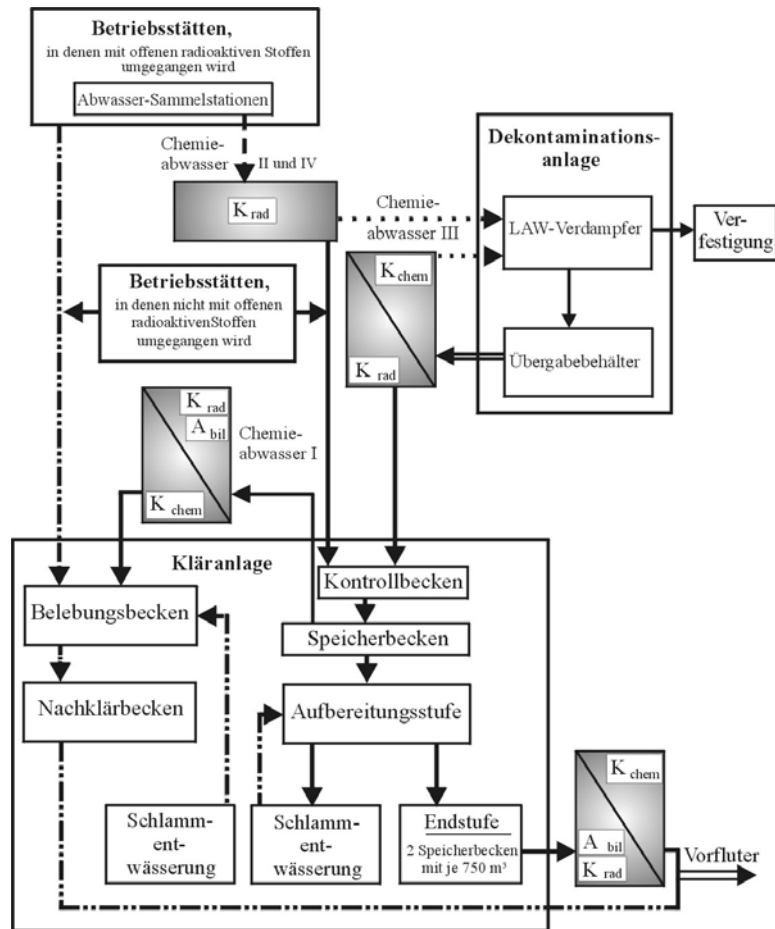 Betriebsstätten,
in denen mit offenen radioaktiven Stoffen
umgegangen wird
Abwasser-Sammelstationen
Chemie-
abwasser
II und IV
K rad
Chemie-
abwasser III
Dekontaminations-
anlage
LAW-Verdampfer
Ver-
festigung
Übergabebehälter
K chem
K rad
Betriebsstätten,
in denen nicht mit offenen
radioaktivenStoffen
umgegangen wird
K rad
A bil
K chem
Chemie-
abwasser I
Kläranlage
Kontrollbecken
Belebungsbecken
Speicherbecken
Nachklärbecken
Aufbereitungsstufe
Schlamm-
ent-
wässerung
Schlamm-
ent-
wässerung
Endstufe
2 Speicherbecken
mit je 750 m³
K chem
A bil
K rad
Vorfluter